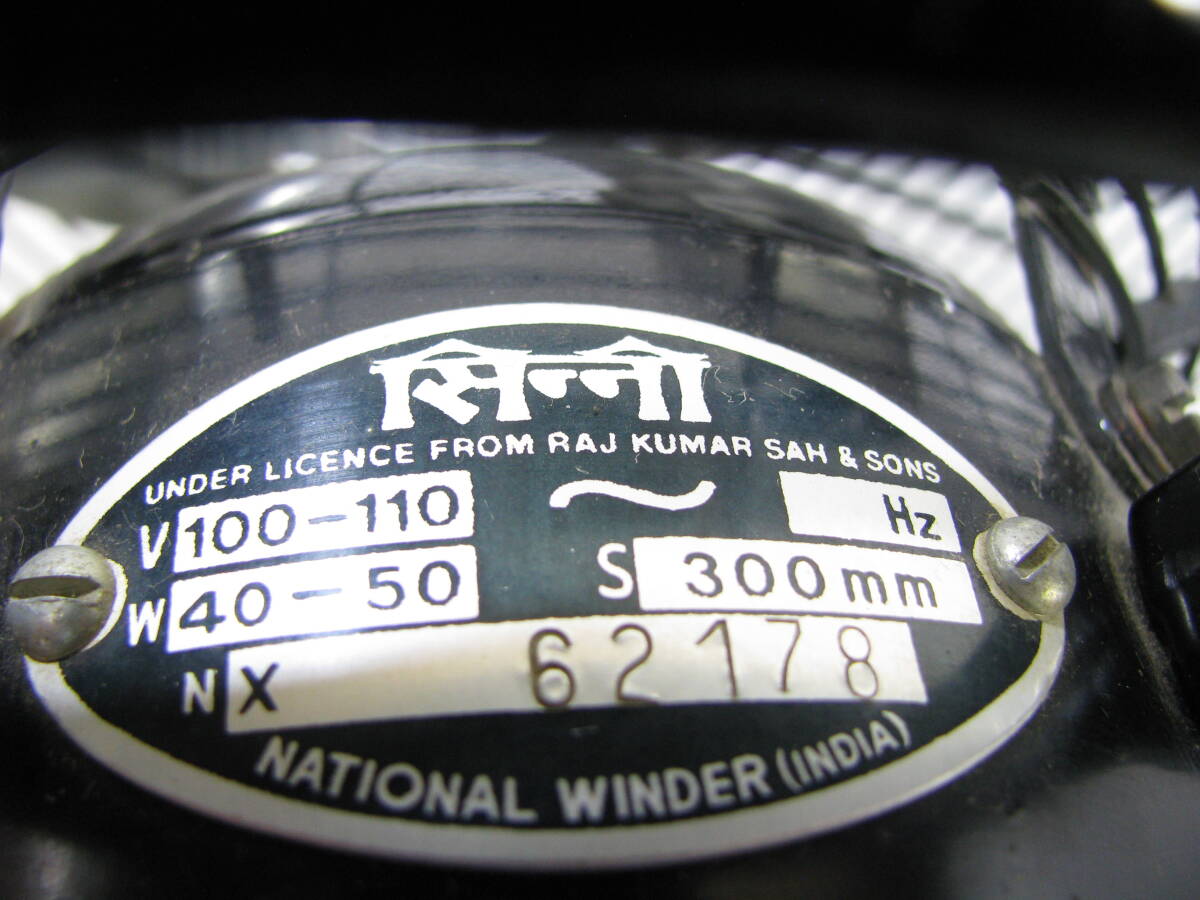 सिन्नी
UNDER LICENCE FROM RAJ KUMAR SAH & SONS
V 100-110 ~ Hz
W 40-50 S 300mm
N X 62178
NATIONAL WINDER (INDIA)